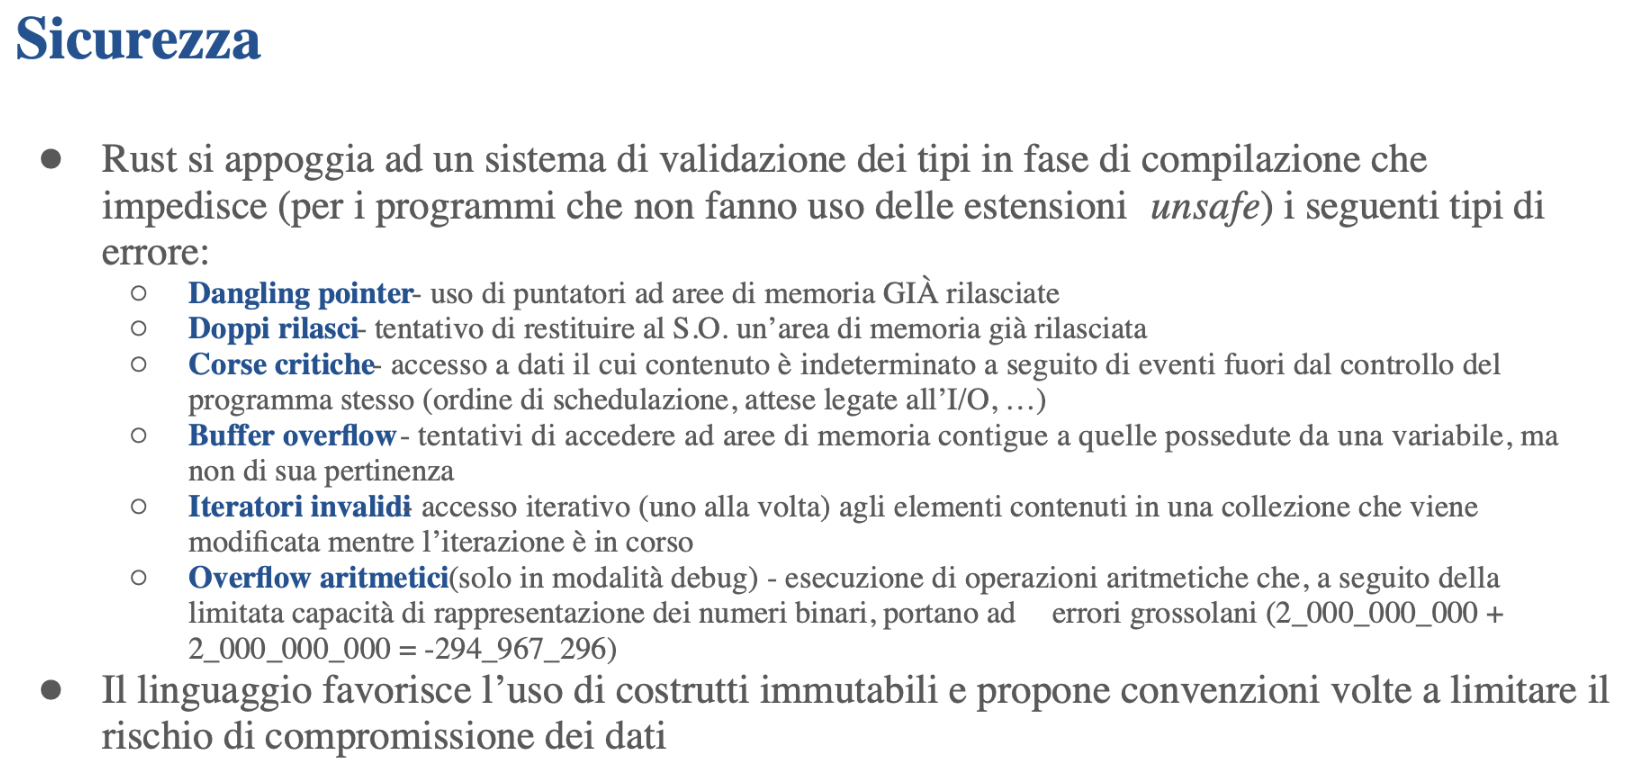 Sicurezza
● Rust si appoggia ad un sistema di validazione dei tipi in fase di compilazione che
impedisce (per i programmi che non fanno uso delle estensioni unsafe) i seguenti tipi di
errore:
○ Dangling pointer- uso di puntatori ad aree di memoria GIÀ rilasciate
○ Doppi rilasci- tentativo di restituire al S.O. un’area di memoria già rilasciata
○ Corse critiche- accesso a dati il cui contenuto è indeterminato a seguito di eventi fuori dal controllo del
programma stesso (ordine di schedulazione, attese legate all’I/O, …)
○ Buffer overflow- tentativi di accedere ad aree di memoria contigue a quelle possedute da una variabile, ma
non di sua pertinenza
○ Iteratori invalidi- accesso iterativo (uno alla volta) agli elementi contenuti in una collezione che viene
modificata mentre l’iterazione è in corso
○ Overflow aritmetici(solo in modalità debug) - esecuzione di operazioni aritmetiche che, a seguito della
limitata capacità di rappresentazione dei numeri binari, portano ad errori grossolani (2_000_000_000 +
2_000_000_000 = -294_967_296)
● Il linguaggio favorisce l’uso di costrutti immutabili e propone convenzioni volte a limitare il
rischio di compromissione dei dati